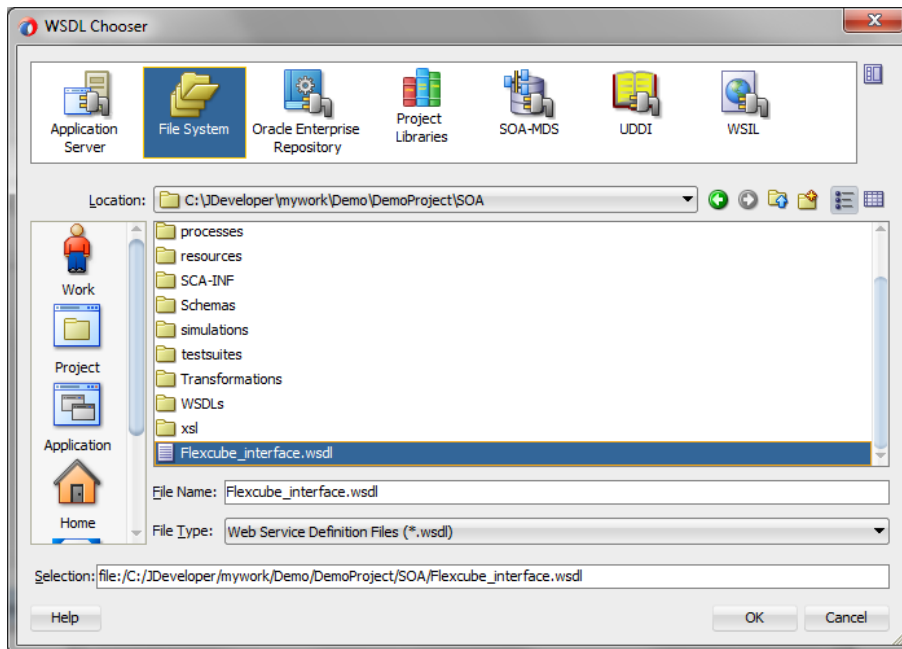 WSDL Chooser
Application Server
File System
Oracle Enterprise Repository
Project Libraries
SOA-MDS
UDDI
WSIL
Location: C:\JDeveloper\mywork\Demo\DemoProject\SOA
Work
Project
Application
Home
processes
resources
SCA-INF
Schemas
simulations
testsuites
Transformations
WSDLs
xsl
Flexcube_interface.wsdl
File Name: Flexcube_interface.wsdl
File Type: Web Service Definition Files (*.wsdl)
Selection: file:/C:/JDeveloper/mywork/Demo/DemoProject/SOA/Flexcube_interface.wsdl
Help
OK
Cancel